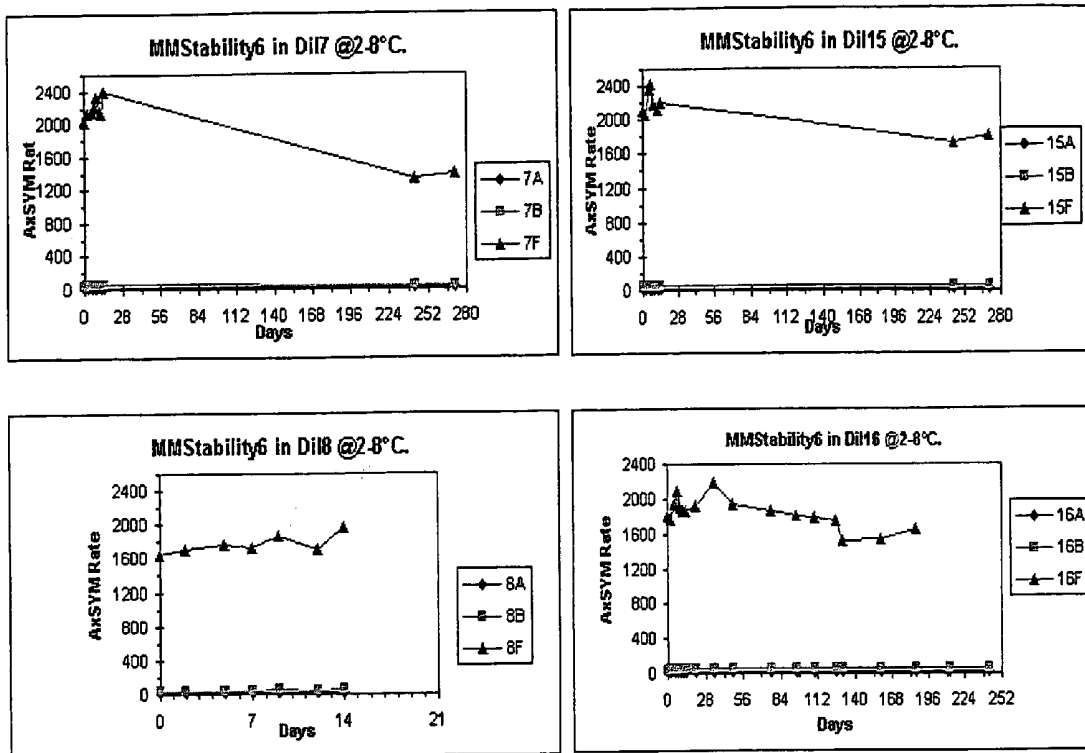 MMStability6 in Dil7 @2-8°C.
AxSYM Rat
2400
2000
1600
1200
800
400
0
0 28 56 84 112 140 168 196 224 252 280
Days
7A
7B
7F
MMStability6 in Dil15 @2-8°C.
AxSYM Rate
2400
2000
1600
1200
800
400
0
0 28 56 84 112 140 168 196 224 252 280
Days
15A
15B
15F
MMStability6 in Dil8 @2-8°C.
AxSYM Rate
2400
2000
1600
1200
800
400
0
0 7 14 21
Days
8A
8B
8F
MMStability6 in Dil16 @2-8°C.
AxSYM Rate
2400
2000
1600
1200
800
400
0
0 28 56 84 112 140 168 196 224 252
Days
16A
16B
16F